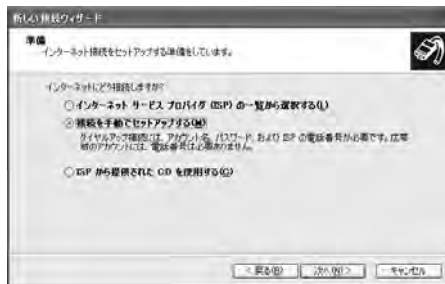 新しい接続ウィザード
準備
インターネット接続をセットアップする準備をしています。
インターネットにどう接続しますか?
インターネット サービス プロバイダ (ISP) の一覧から選択する(L)
接続を手動でセットアップする(M)
ダイヤルアップ接続には、アカウント名、パスワード、および ISP の電話番号が必要です。広帯
域のアカウントには、電話番号は必要ありません。
ISP から提供された CD を使用する(C)
< 戻る(B)
次へ(N) >
キャンセル